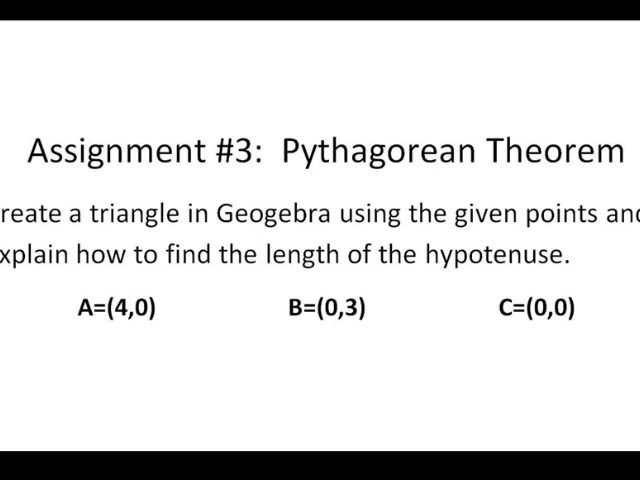 Assignment #3: Pythagorean Theorem
reate a triangle in Geogebra using the given points and
xplain how to find the length of the hypotenuse.
A=(4,0) B=(0,3) C=(0,0)